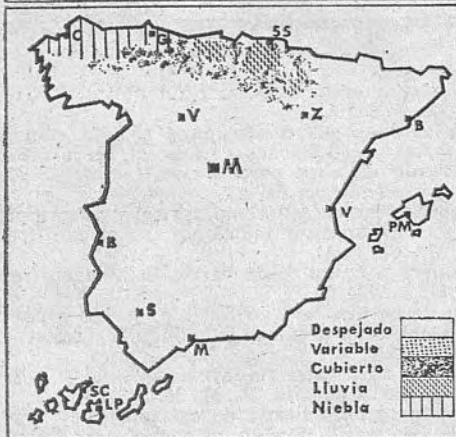 C
G
SS
V
Z
B
M
V
PM
B
S
M
SC
LP
Despejado
Variable
Cubierto
Lluvia
Niebla